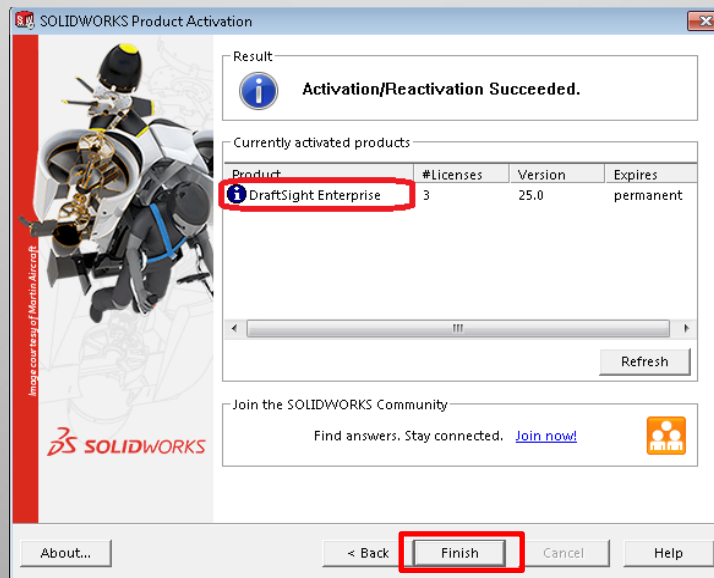 SOLIDWORKS Product Activation
Result
Activation/Reactivation Succeeded.
Currently activated products
Product #Licenses Version Expires
DraftSight Enterprise 3 25.0 permanent
Refresh
Join the SOLIDWORKS Community
Find answers. Stay connected. Join now!
Image courtesy of Martin Aircraft
SOLIDWORKS
About... < Back Finish Cancel Help